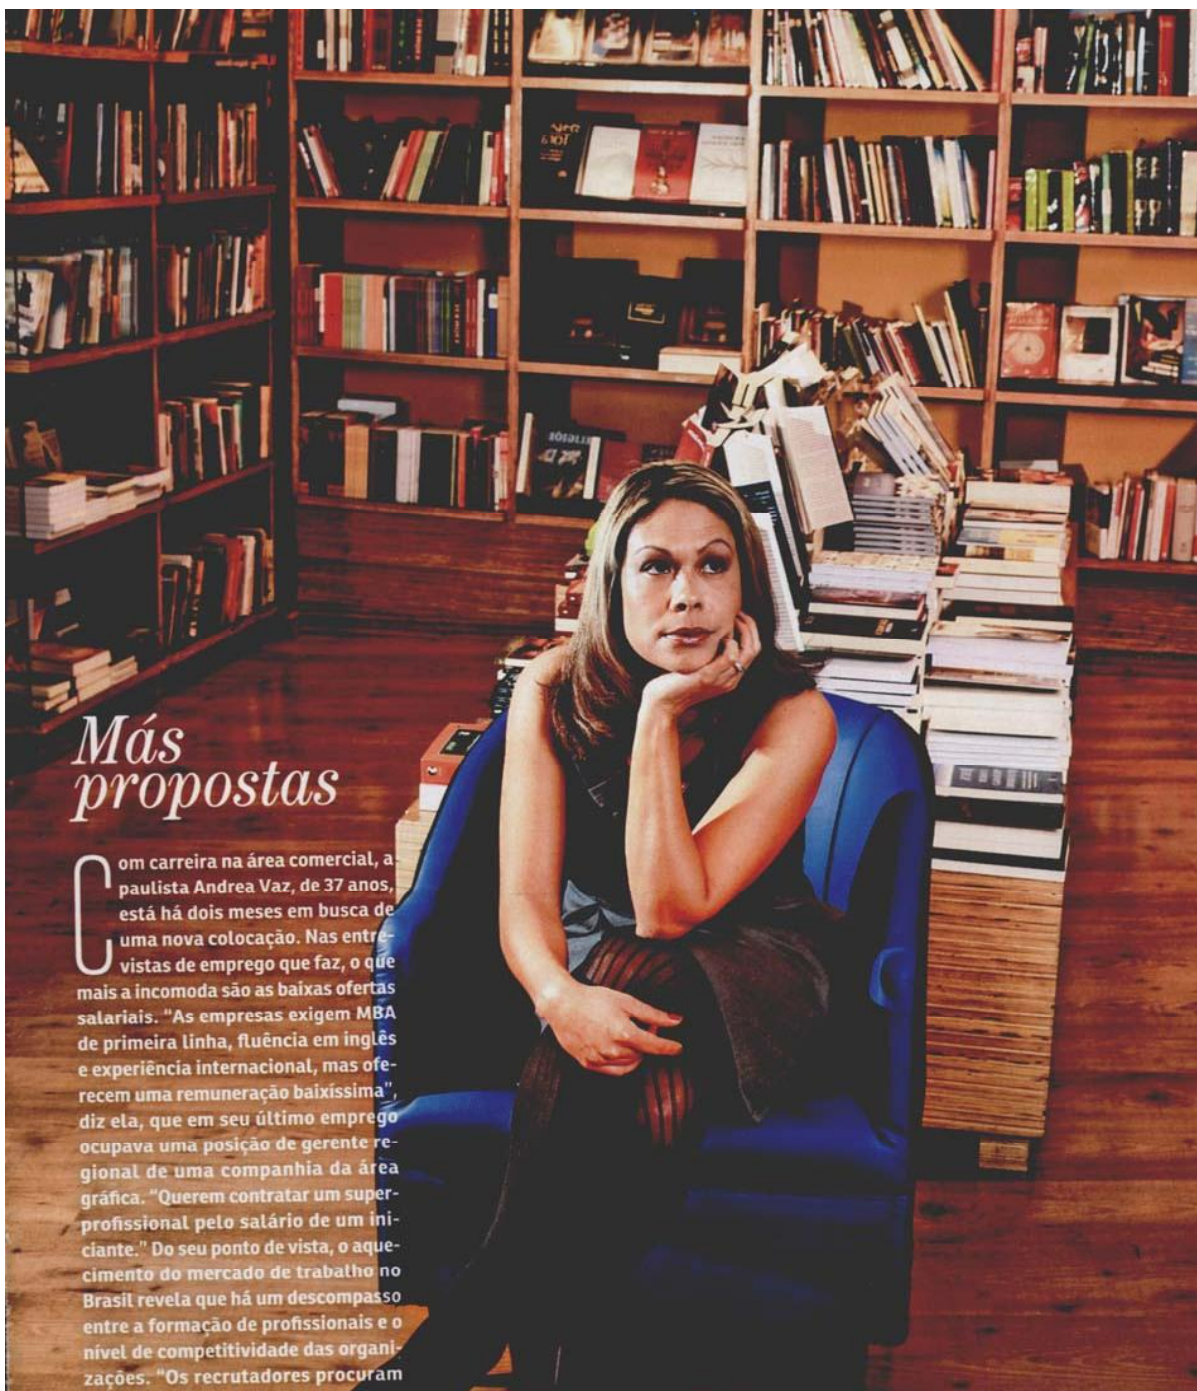 Más
propostas
Com carreira na área comercial, a
paulista Andrea Vaz, de 37 anos,
está há dois meses em busca de
uma nova colocação. Nas entre-
vistas de emprego que faz, o que
mais a incomoda são as baixas ofertas
salariais. "As empresas exigem MBA
de primeira linha, fluência em inglês
e experiência internacional, mas ofe-
recem uma remuneração baixíssima",
diz ela, que em seu último emprego
ocupava uma posição de gerente re-
gional de uma companhia da área
gráfica. "Querem contratar um super-
profissional pelo salário de um ini-
ciante." Do seu ponto de vista, o aque-
cimento do mercado de trabalho no
Brasil revela que há um descompasso
entre a formação de profissionais e o
nível de competitividade das organi-
zações. "Os recrutadores procuram